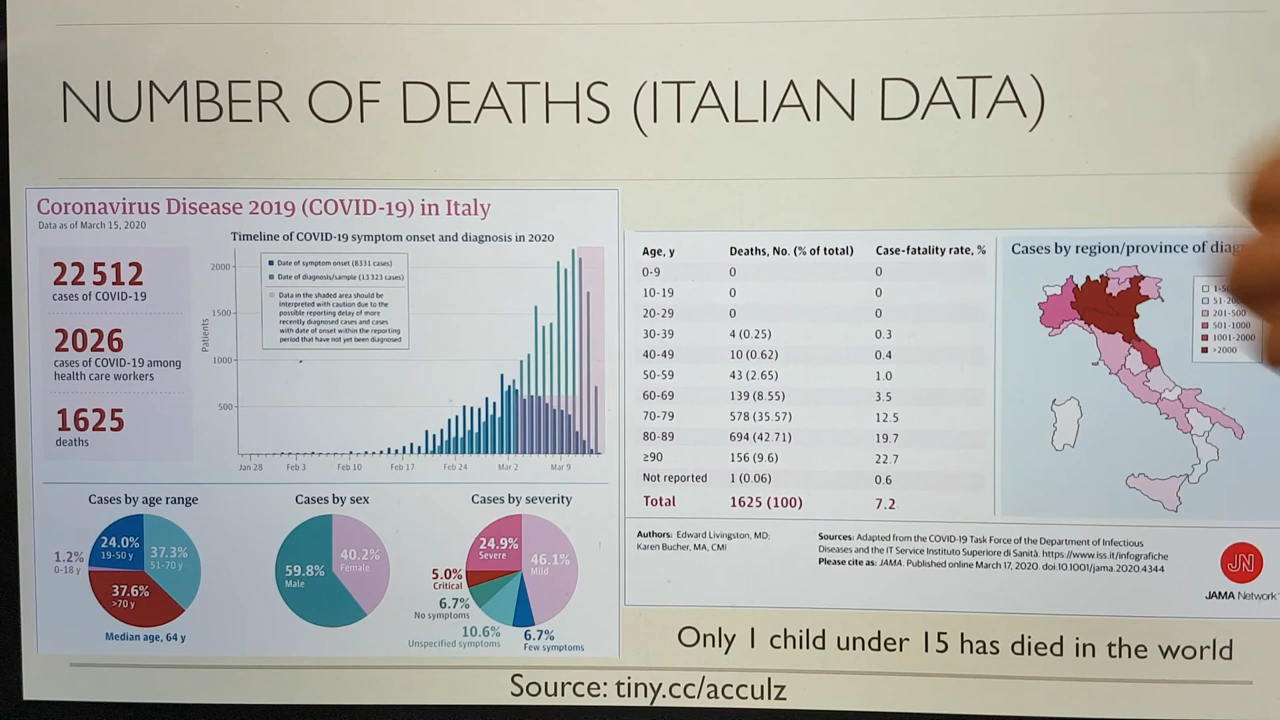 NUMBER OF DEATHS (ITALIAN DATA)
Coronavirus Disease 2019 (COVID-19) in Italy
Data as of March 15, 2020
22 512
cases of COVID-19
2026
cases of COVID-19 among
health care workers
1625
deaths
Timeline of COVID-19 symptom onset and diagnosis in 2020
Patients
2000
1500
1000
500
Date of symptom onset (8331 cases)
Date of diagnosis/sample (13 323 cases)
Data in the shaded area should be
interpreted with caution due to the
possible reporting delay of more
recently diagnosed cases and cases
with date of onset within the reporting
period that have not yet been diagnosed
Jan 28 Feb 3 Feb 10 Feb 17 Feb 24 Mar 2 Mar 9
Cases by age range
24.0%
19-50 y
37.3%
51-70 y
1.2%
0-18 y
37.6%
>70 y
Median age, 64 y
Cases by sex
59.8%
Male
40.2%
Female
Cases by severity
24.9%
Severe
46.1%
Mild
5.0%
Critical
6.7%
No symptoms
10.6%
Unspecified symptoms
6.7%
Few symptoms
Age, y Deaths, No. (% of total) Case-fatality rate, %
0-9 0 0
10-19 0 0
20-29 0 0
30-39 4 (0.25) 0.3
40-49 10 (0.62) 0.4
50-59 43 (2.65) 1.0
60-69 139 (8.55) 3.5
70-79 578 (35.57) 12.5
80-89 694 (42.71) 19.7
≥90 156 (9.6) 22.7
Not reported 1 (0.06) 0.6
Total 1625 (100) 7.2
Cases by region/province of
201-500
501-1000
1001-2000
>2000
Authors: Edward Livingston, MD;
Karen Bucher, MA, CMI
Sources: Adapted from the COVID-19 Task Force of the Department of Infectious
Diseases and the IT Service Instituto Superiore di Sanità. https://www.iss.it/infografiche
Please cite as: JAMA. Published online March 17, 2020. doi:10.1001/jama.2020.4344
JN
JAMA Network
Only 1 child under 15 has died in the world
Source: tiny.cc/acculz